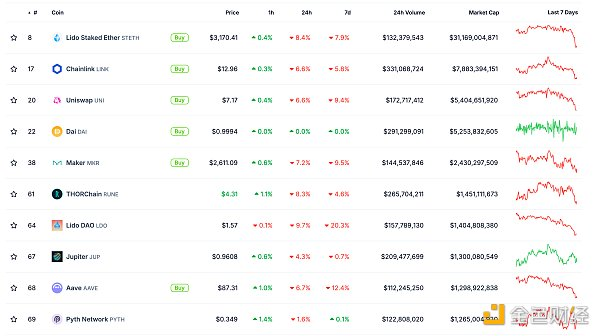 # Coin Price 1h 24h 7d 24h Volume Market Cap Last 7 Days
8 Lido Staked Ether STETH Buy $3,170.41 0.4% 8.4% 7.9% $132,379,543 $31,169,004,871
17 Chainlink LINK Buy $12.96 0.3% 6.6% 5.8% $331,068,724 $7,883,394,151
20 Uniswap UNI Buy $7.17 0.4% 6.6% 9.4% $172,717,412 $5,404,651,920
22 Dai DAI Buy $0.9994 0.0% 0.0% 0.0% $291,299,091 $5,253,832,605
38 Maker MKR Buy $2,611.09 0.6% 7.2% 9.5% $144,537,846 $2,430,297,509
61 THORChain RUNE $4.31 1.1% 8.3% 4.6% $265,704,211 $1,451,111,673
64 Lido DAO LDO $1.57 0.1% 9.7% 20.3% $157,789,130 $1,404,808,380
67 Jupiter JUP $0.9608 0.6% 4.3% 0.7% $209,477,699 $1,300,080,549
68 Aave AAVE Buy $87.31 1.0% 6.7% 12.4% $112,245,250 $1,298,922,838
69 Pyth Network PYTH $0.349 1.4% 1.6% 0.1% $122,808,020
金色财经